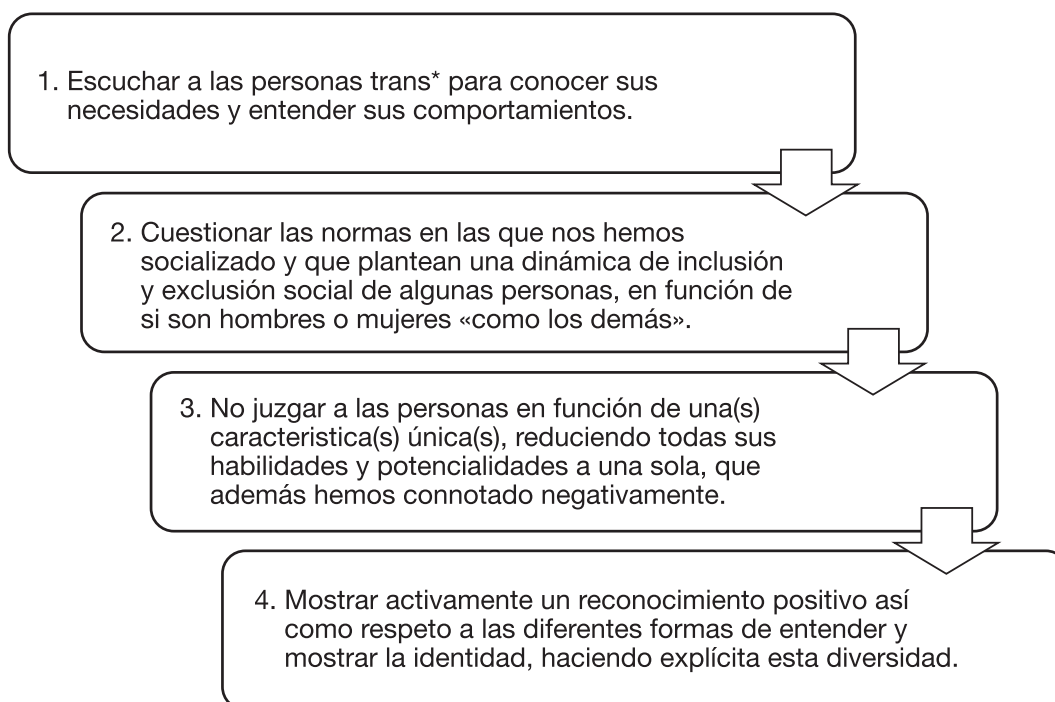 1. Escuchar a las personas trans* para conocer sus
necesidades y entender sus comportamientos.
2. Cuestionar las normas en las que nos hemos
socializado y que plantean una dinámica de inclusión
y exclusión social de algunas personas, en función de
si son hombres o mujeres «como los demás».
3. No juzgar a las personas en función de una(s)
caracteristica(s) única(s), reduciendo todas sus
habilidades y potencialidades a una sola, que
además hemos connotado negativamente.
4. Mostrar activamente un reconocimiento positivo así
como respeto a las diferentes formas de entender y
mostrar la identidad, haciendo explícita esta diversidad.